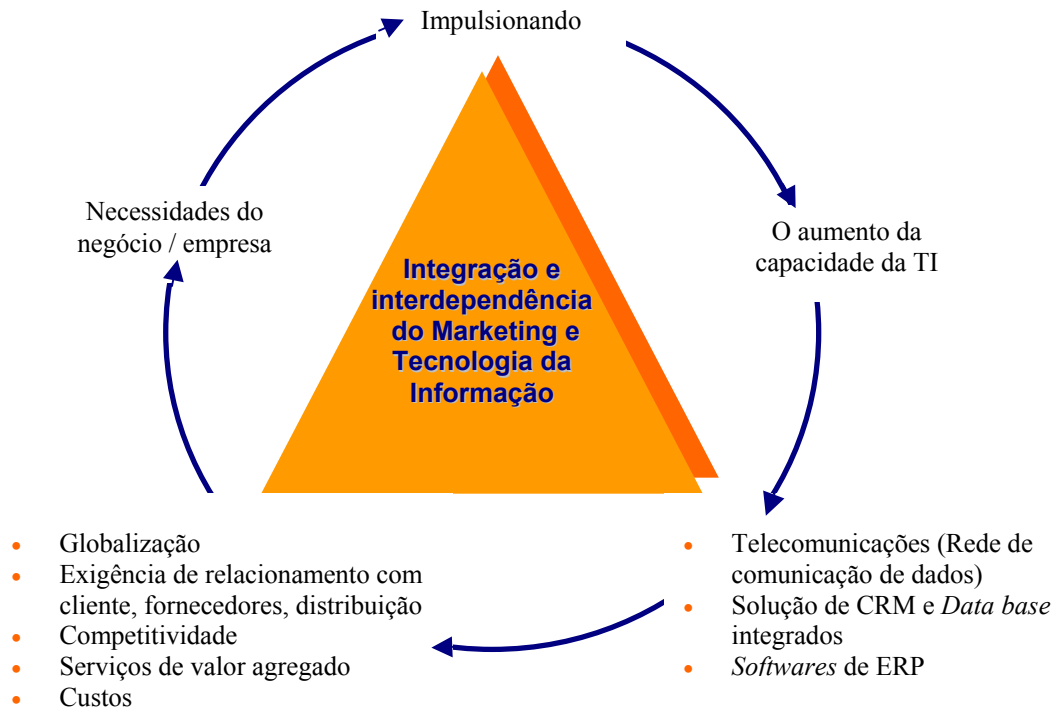 Impulsionando
Necessidades do
negócio / empresa
O aumento da
capacidade da TI
Integração e
interdependência
do Marketing e
Tecnologia da
Informação
• Globalização
• Exigência de relacionamento com
cliente, fornecedores, distribuição
• Competitividade
• Serviços de valor agregado
• Custos
• Telecomunicações (Rede de
comunicação de dados)
• Solução de CRM e Data base
integrados
• Softwares de ERP